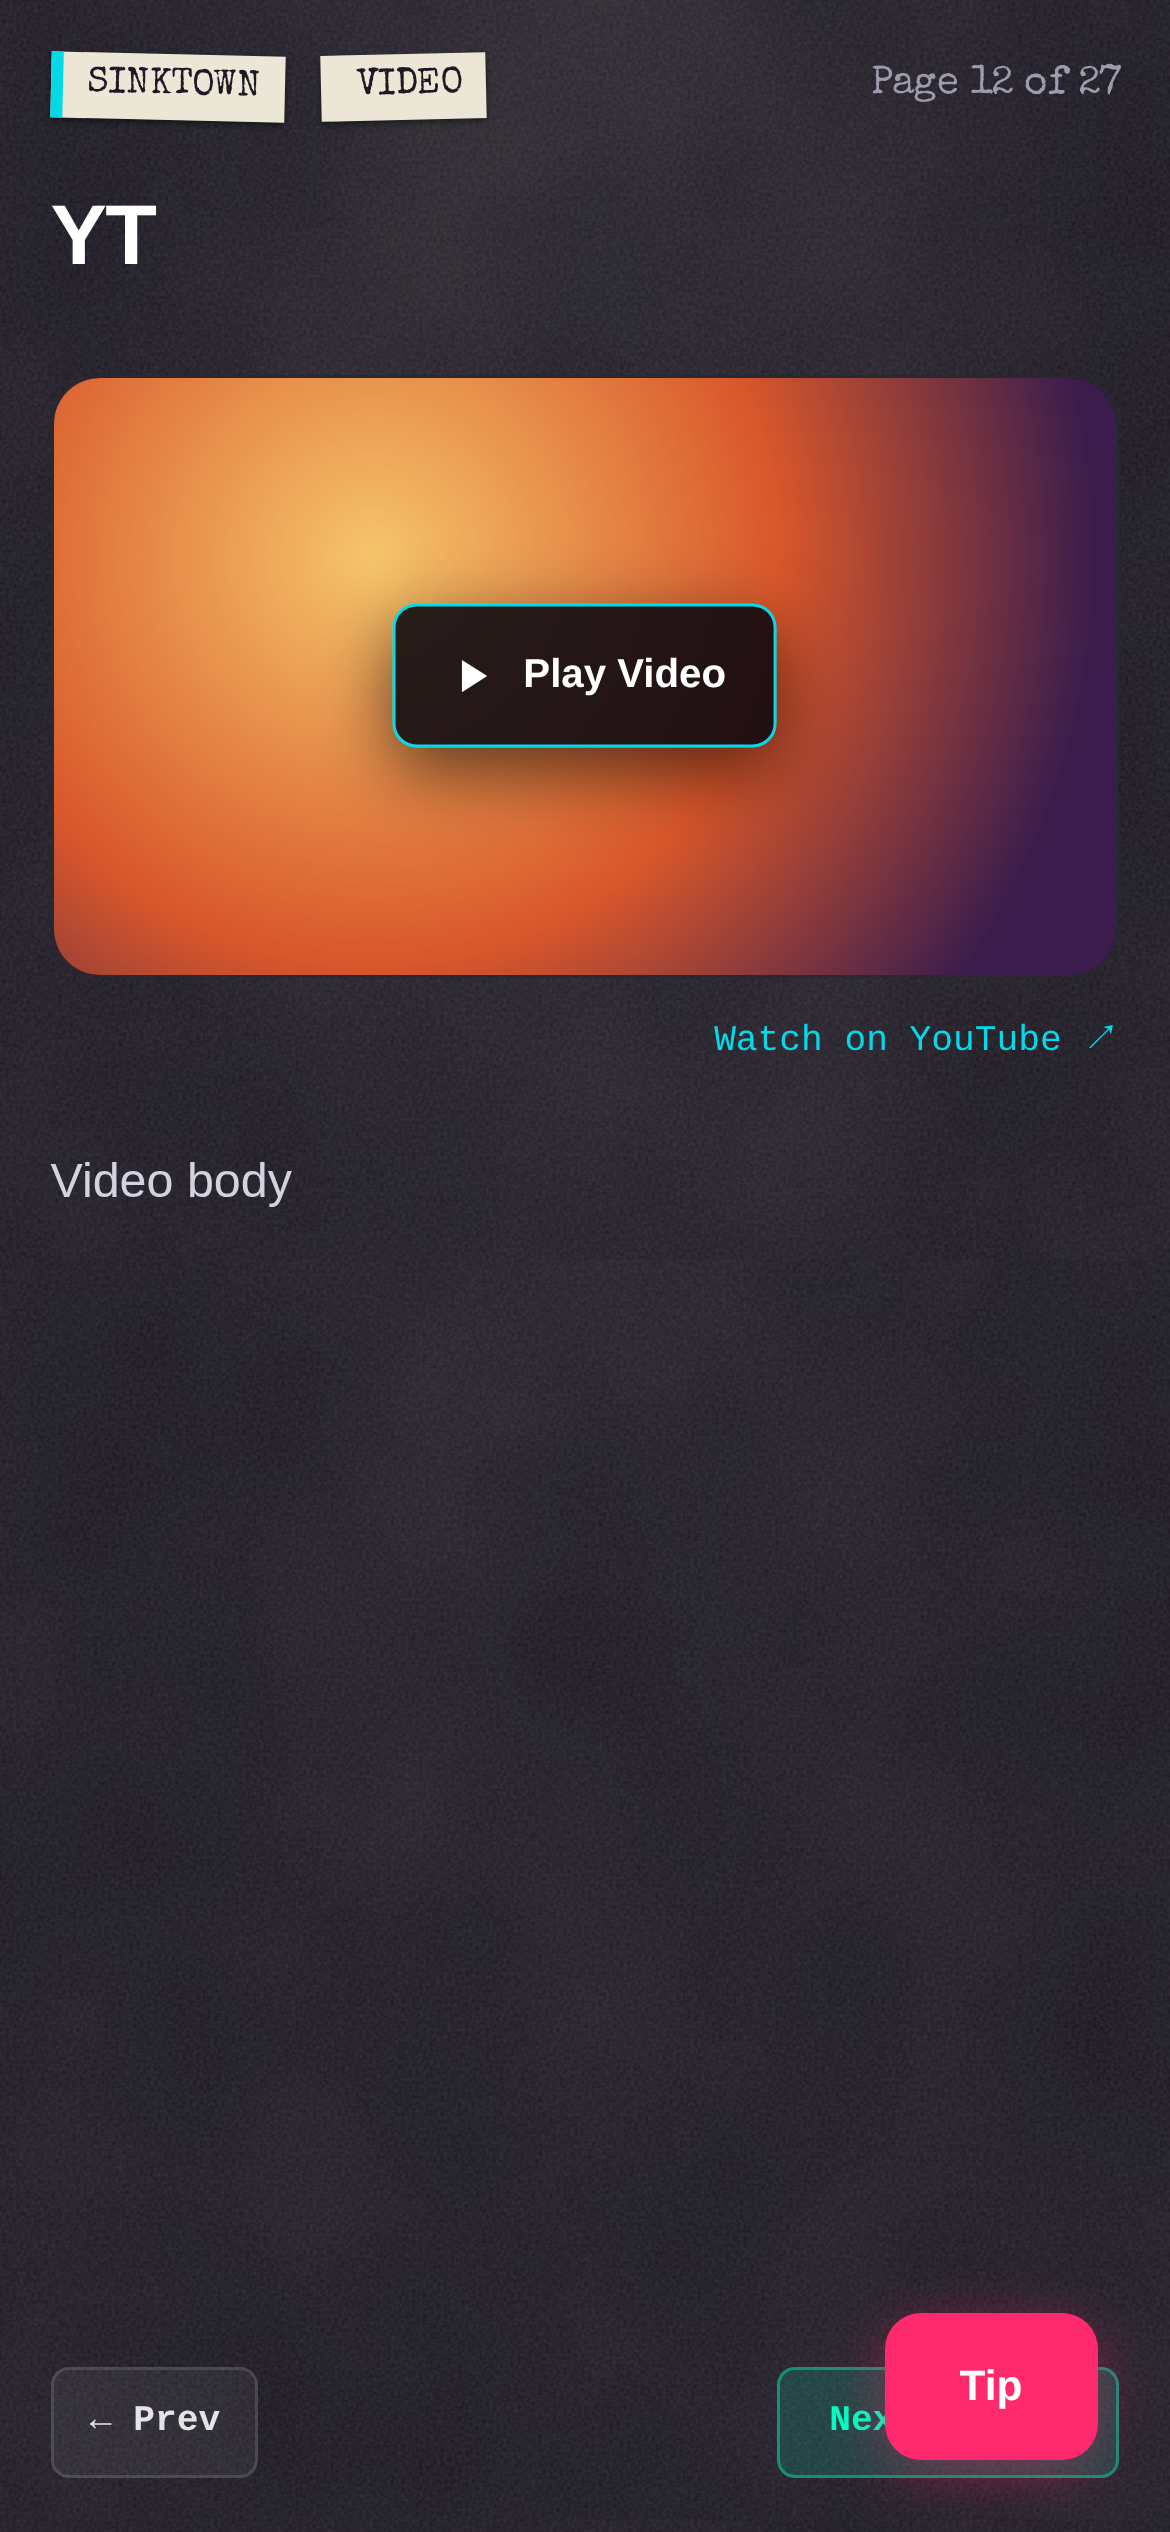 SINKTOWN VIDEO Page 12 of 27
YT
Play Video
Watch on YouTube ↗
Video body
← Prev
Tip